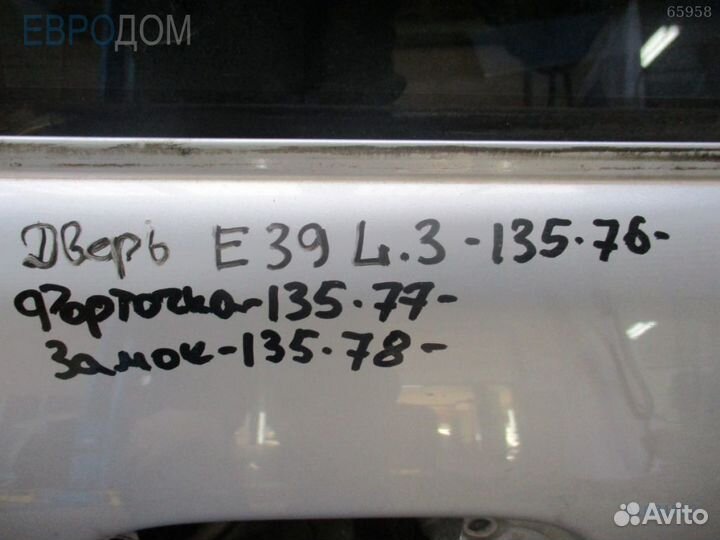 ЕВРОДОМ
65958
Дверь E39 L.3-135.76-
Форточка-135.77-
Замок-135.78-
Avito